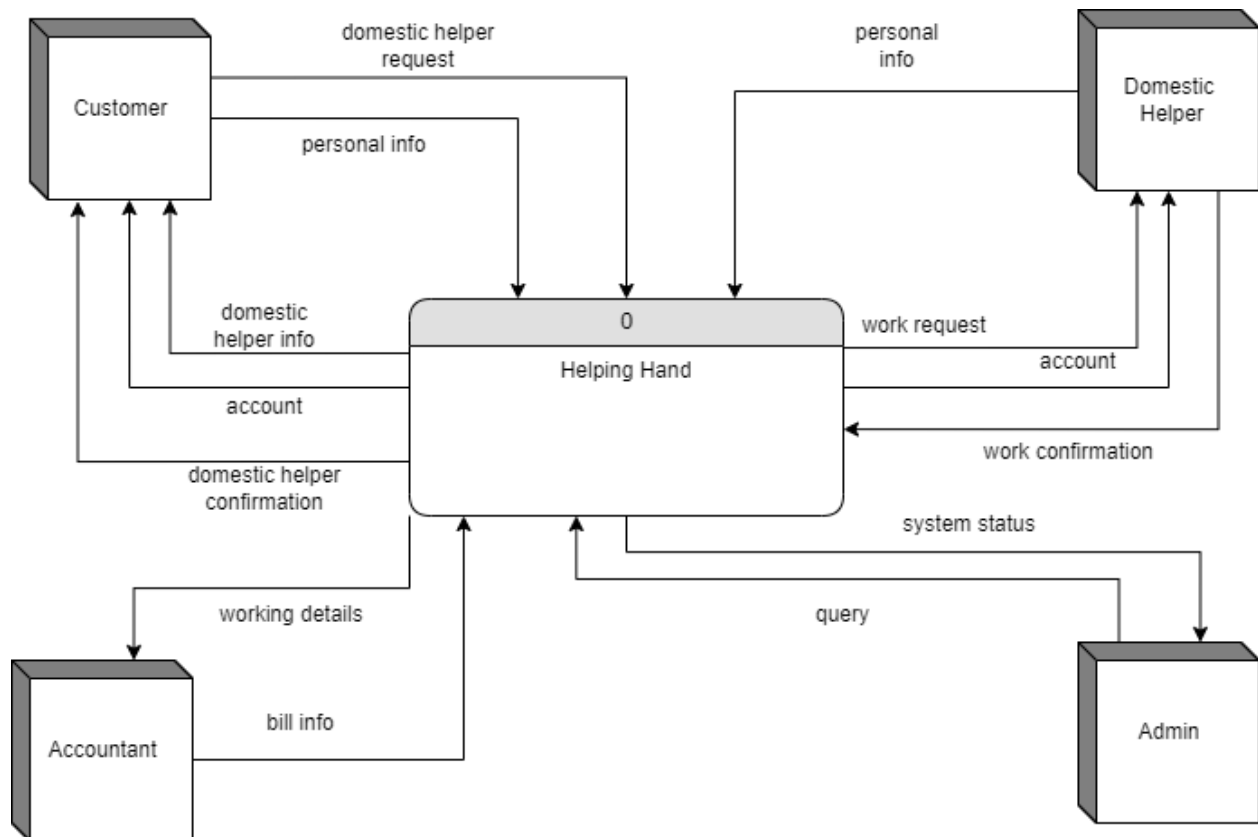 domestic helper
request
personal
info
Customer
Domestic
Helper
personal info
domestic
helper info
0
work request
Helping Hand
account
account
domestic helper
confirmation
work confirmation
system status
working details
query
bill info
Accountant
Admin